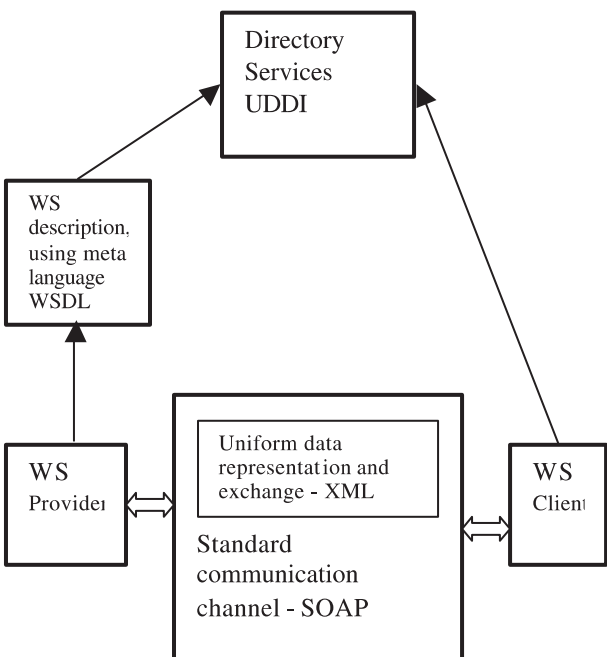 Directory
Services
UDDI
WS
description,
using meta
language
WSDL
WS
Provider
Uniform data
representation and
exchange - XML
Standard
communication
channel - SOAP
WS
Client